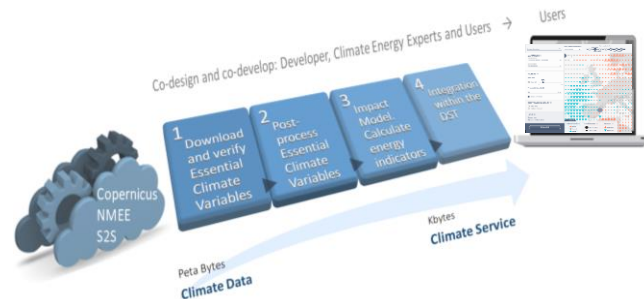 Users
Co-design and co-develop: Developer, Climate Energy Experts and Users
1
Download
and verify
Essential
Climate
Variables
2
Post-
process
Essential
Climate
Variables
3
Impact
Model.
Calculate
energy
indicators
4
Integration
within the
DST
Copernicus
NMEE
S2S
Peta Bytes
Climate Data
Kbytes
Climate Service